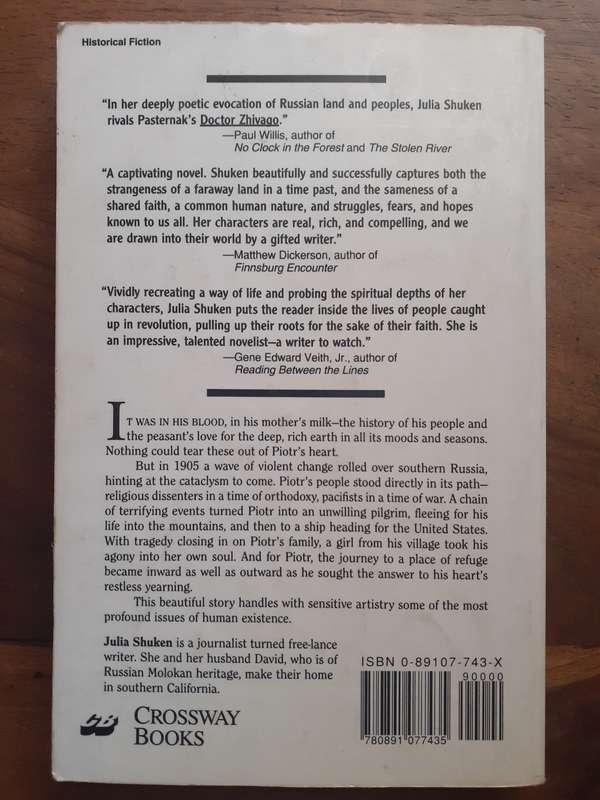 Historical Fiction
“In her deeply poetic evocation of Russian land and peoples, Julia Shuken
rivals Pasternak's Doctor Zhivago.”
—Paul Willis, author of
No Clock in the Forest and The Stolen River
“A captivating novel. Shuken beautifully and successfully captures both the
strangeness of a faraway land in a time past, and the sameness of a
shared faith, a common human nature, and struggles, fears, and hopes
known to us all. Her characters are real, rich, and compelling, and we
are drawn into their world by a gifted writer.”
—Matthew Dickerson, author of
Finnsburg Encounter
“Vividly recreating a way of life and probing the spiritual depths of her
characters, Julia Shuken puts the reader inside the lives of people caught
up in revolution, pulling up their roots for the sake of their faith. She is
an impressive, talented novelist—a writer to watch.”
—Gene Edward Veith, Jr., author of
Reading Between the Lines
IT WAS IN HIS BLOOD, in his mother's milk—the history of his people and
the peasant's love for the deep, rich earth in all its moods and seasons.
Nothing could tear these out of Piotr's heart.
But in 1905 a wave of violent change rolled over southern Russia,
hinting at the cataclysm to come. Piotr's people stood directly in its path—
religious dissenters in a time of orthodoxy, pacifists in a time of war. A chain
of terrifying events turned Piotr into an unwilling pilgrim, fleeing for his
life into the mountains, and then to a ship heading for the United States.
With tragedy closing in on Piotr's family, a girl from his village took his
agony into her own soul. And for Piotr, the journey to a place of refuge
became inward as well as outward as he sought the answer to his heart's
restless yearning.
This beautiful story handles with sensitive artistry some of the most
profound issues of human existence.
Julia Shuken is a journalist turned free-lance
writer. She and her husband David, who is of
Russian Molokan heritage, make their home
in southern California.
CROSSWAY
BOOKS
ISBN 0-89107-743-X
90000
780891 077435